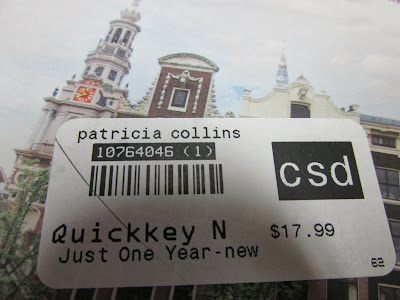 patricia collins
10764046 (1)
csd
Quickkey N $17.99
Just One Year-new
62